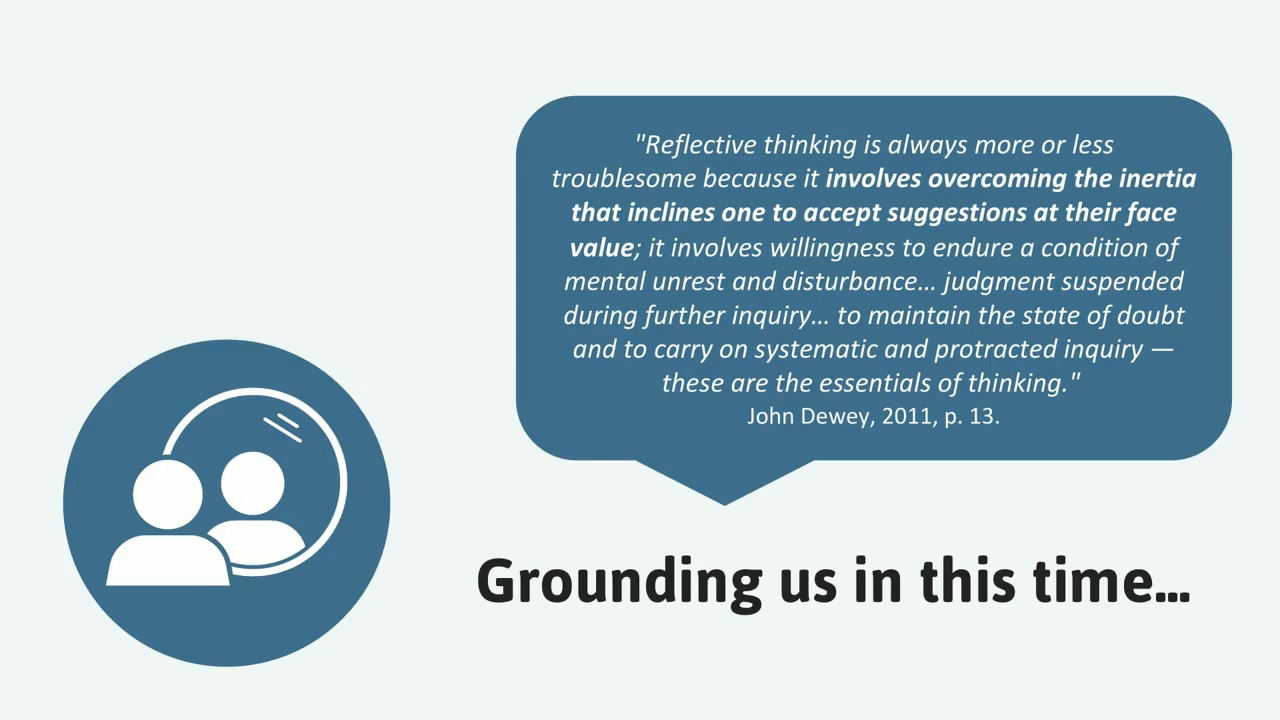 "Reflective thinking is always more or less
troublesome because it involves overcoming the inertia
that inclines one to accept suggestions at their face
value; it involves willingness to endure a condition of
mental unrest and disturbance... judgment suspended
during further inquiry... to maintain the state of doubt
and to carry on systematic and protracted inquiry —
these are the essentials of thinking."
John Dewey, 2011, p. 13.
Grounding us in this time...